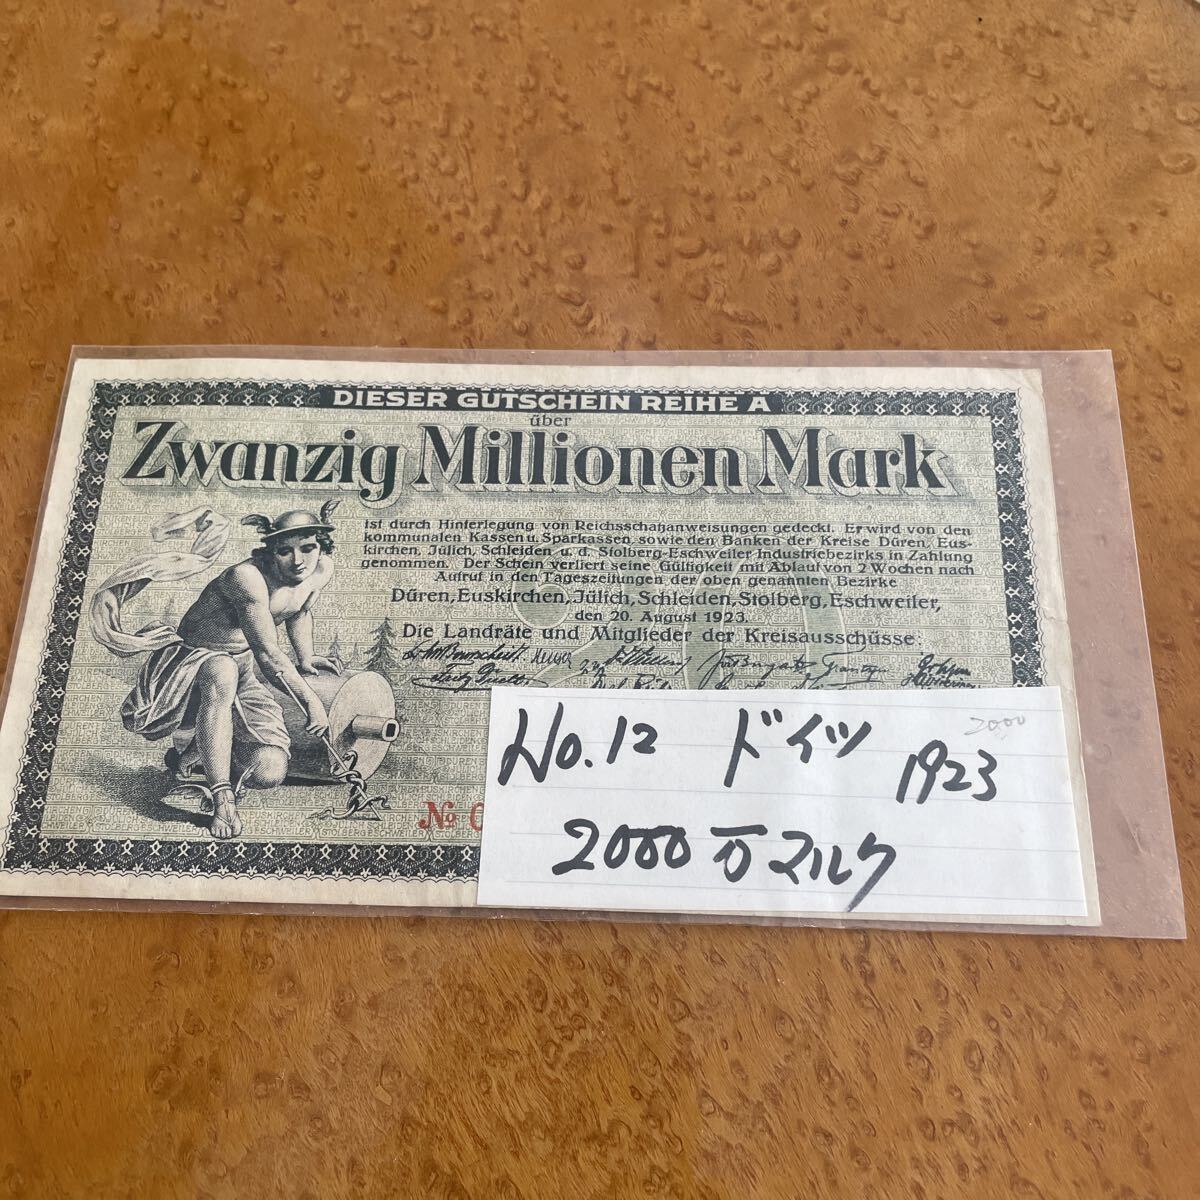 DIESER GUTSCHEIN REIHE A
über
Zwanzig Millionen Mark
ist durch Hinterlegung von Reichsschatzanweisungen gedeckt. Er wird von den
kommunalen Kassen u. Sparkassen, sowie den Banken der Kreise Düren, Eus-
kirchen, Jülich, Schleiden u. d. Stolberg-Eschweiler Industriebezirks in Zahlung
genommen. Der Schein verliert seine Gültigkeit mit Ablauf von 2 Wochen nach
Aufruf in den Tageszeitungen der oben genannten Bezirke
Düren, Euskirchen, Jülich, Schleiden, Stolberg, Eschweiler,
den 20. August 1923.
Die Landräte und Mitglieder der Kreisausschüsse:
№ 0
No.12 ドイツ 1923
2000万マルク